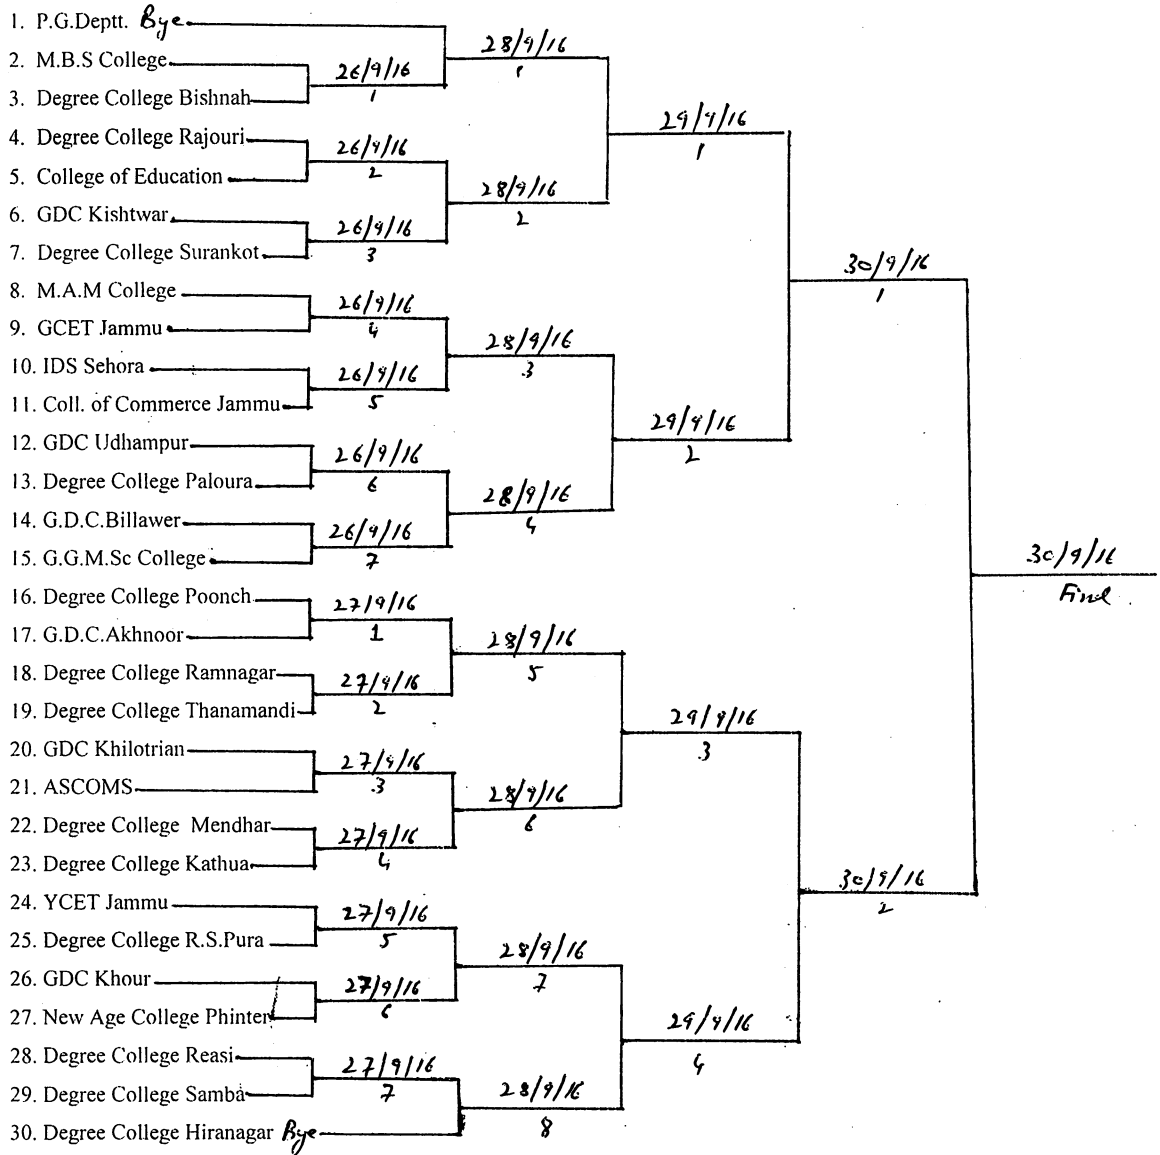 1. P.G.Deptt. Bye
28/9/16
2. M.B.S College
26/9/16
1
1
3. Degree College Bishnah
29/9/16
4. Degree College Rajouri
26/9/16
1
2
5. College of Education
28/9/16
6. GDC Kishtwar
26/9/16
2
7. Degree College Surankot
3
30/9/16
8. M.A.M College
26/9/16
1
9. GCET Jammu
4
28/9/16
10. IDS Sehora
26/9/16
3
11. Coll. of Commerce Jammu
5
29/9/16
12. GDC Udhampur
26/9/16
2
13. Degree College Paloura
6
28/9/16
14. G.D.C.Billawer
26/9/16
4
15. G.G.M.Sc College
7
30/9/16
16. Degree College Poonch
27/9/16
Final
17. G.D.C.Akhnoor
1
28/9/16
18. Degree College Ramnagar
27/9/16
5
19. Degree College Thanamandi
2
29/9/16
20. GDC Khilotrian
27/9/16
3
21. ASCOMS
3
28/9/16
22. Degree College Mendhar
27/9/16
6
23. Degree College Kathua
4
30/9/16
24. YCET Jammu
27/9/16
2
25. Degree College R.S.Pura
5
28/9/16
26. GDC Khour
27/9/16
7
27. New Age College Phinter
6
29/9/16
28. Degree College Reasi
27/9/16
4
29. Degree College Samba
7
28/9/16
30. Degree College Hiranagar Bye
8